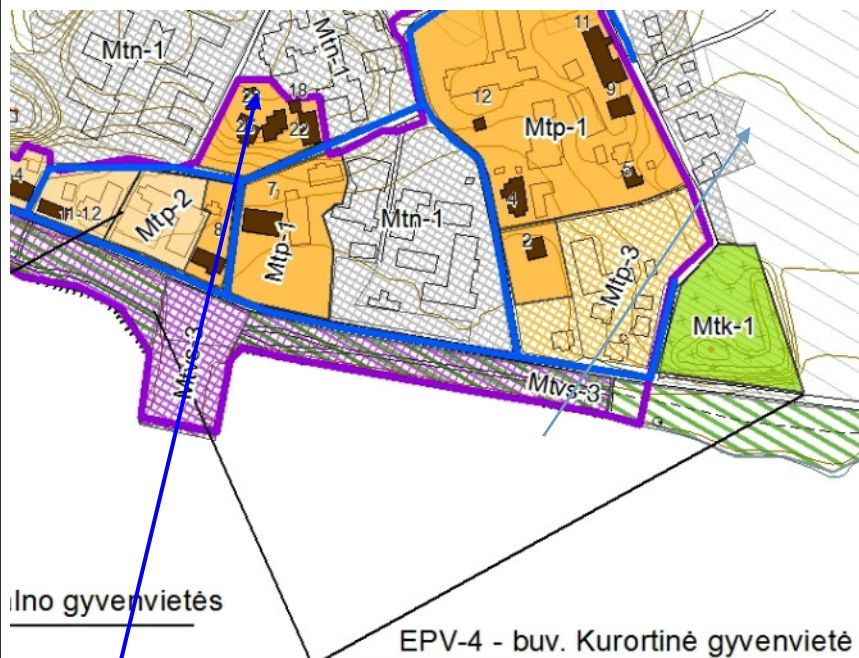 Mtn-1
Mtn-1
11
12
9
18
22
Mtp-1
5
4
4
7
11-12
Mtp-2
8
Mtp-1
Mtn-1
2
Mtp-3
Mtk-1
Mtvs-3
Mtvs-3
lno gyvenvietės
EPV-4 - buv. Kurortinė gyvenvietė